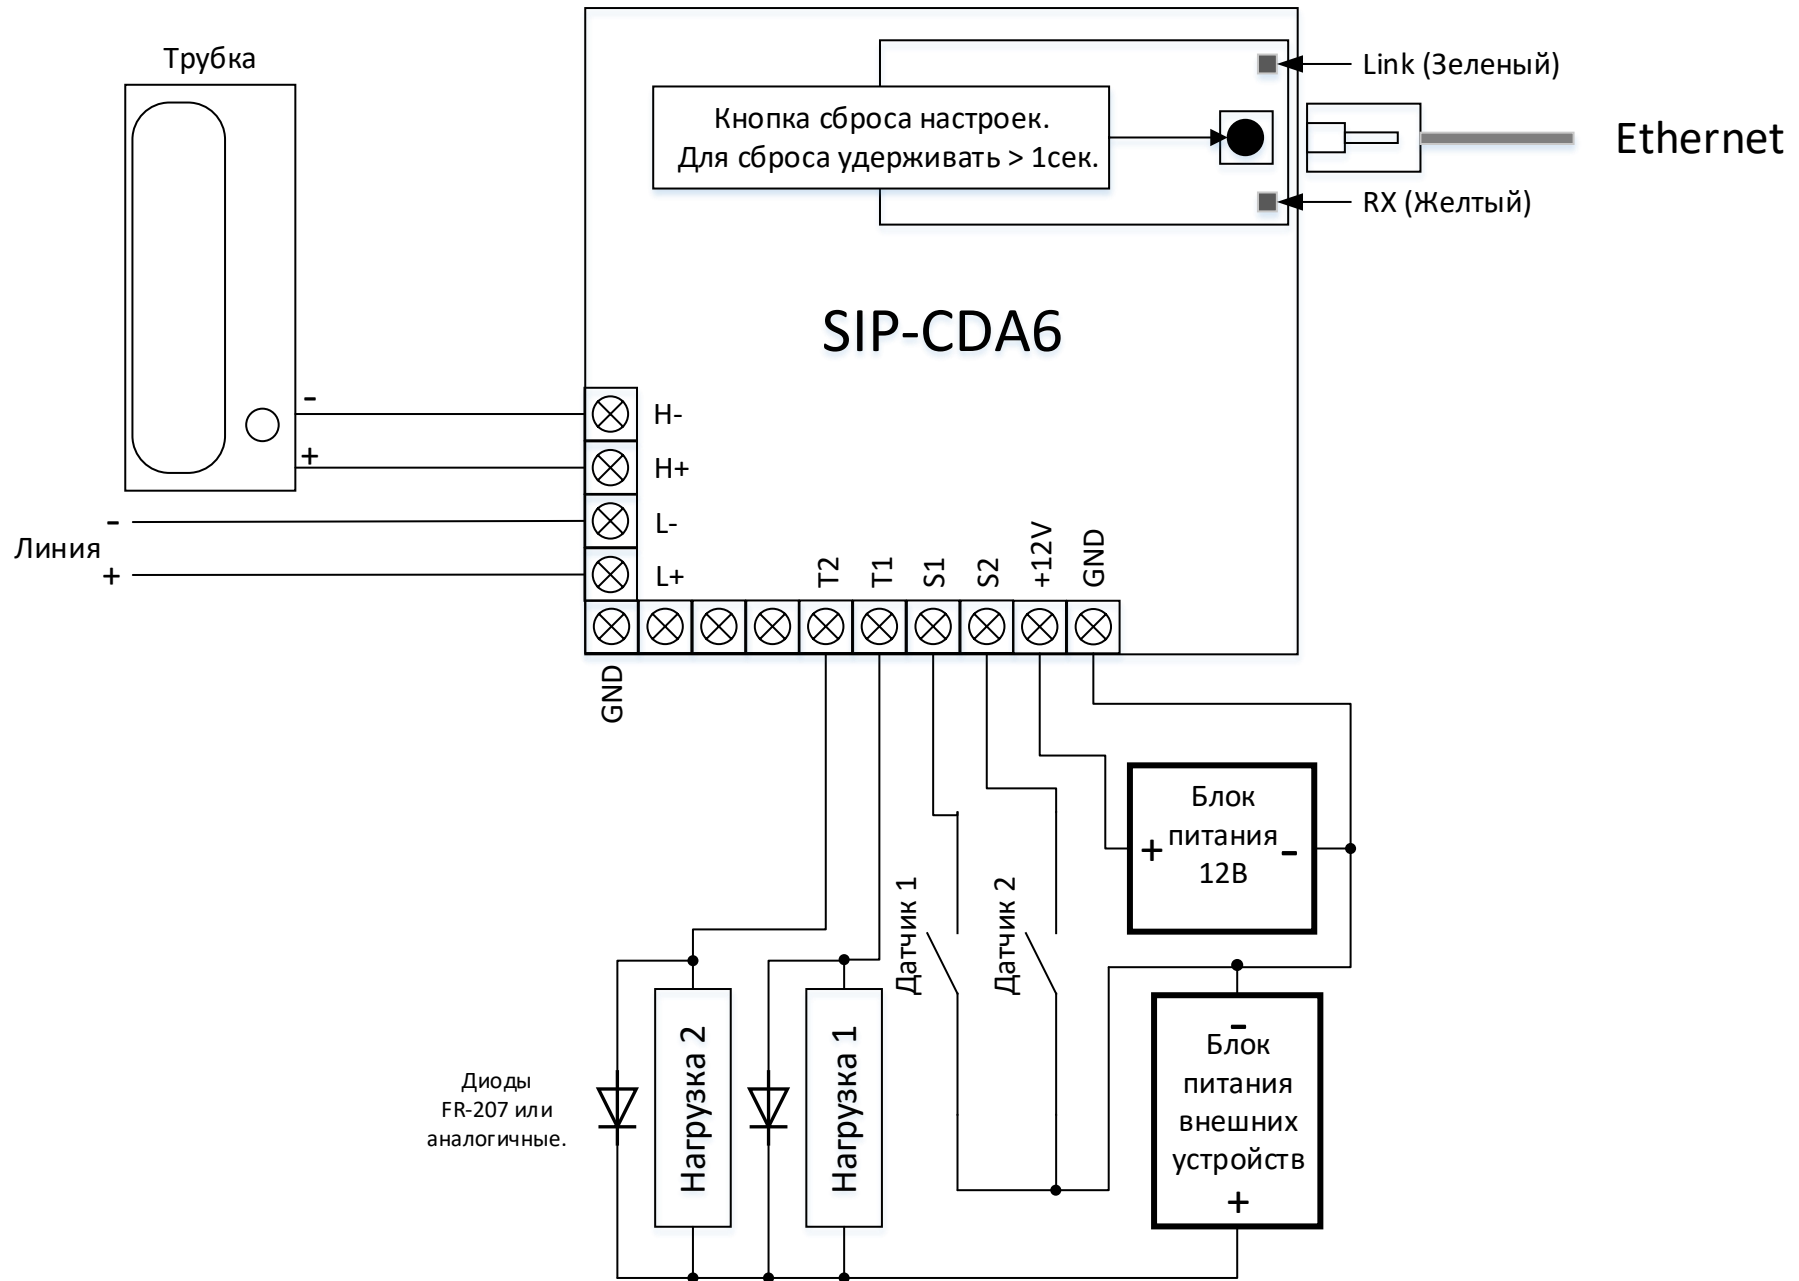 Трубка
Link (Зеленый)
Кнопка сброса настроек.
Для сброса удерживать > 1сек.
Ethernet
RX (Желтый)
SIP-CDA6
-
H-
+
H+
-
L-
Линия
+
L+
T2
T1
S1
S2
+12V
GND
GND
Блок
+ питания -
12В
Датчик 1
Датчик 2
Диоды
FR-207 или
аналогичные.
Нагрузка 2
Нагрузка 1
-
Блок
питания
внешних
устройств
+